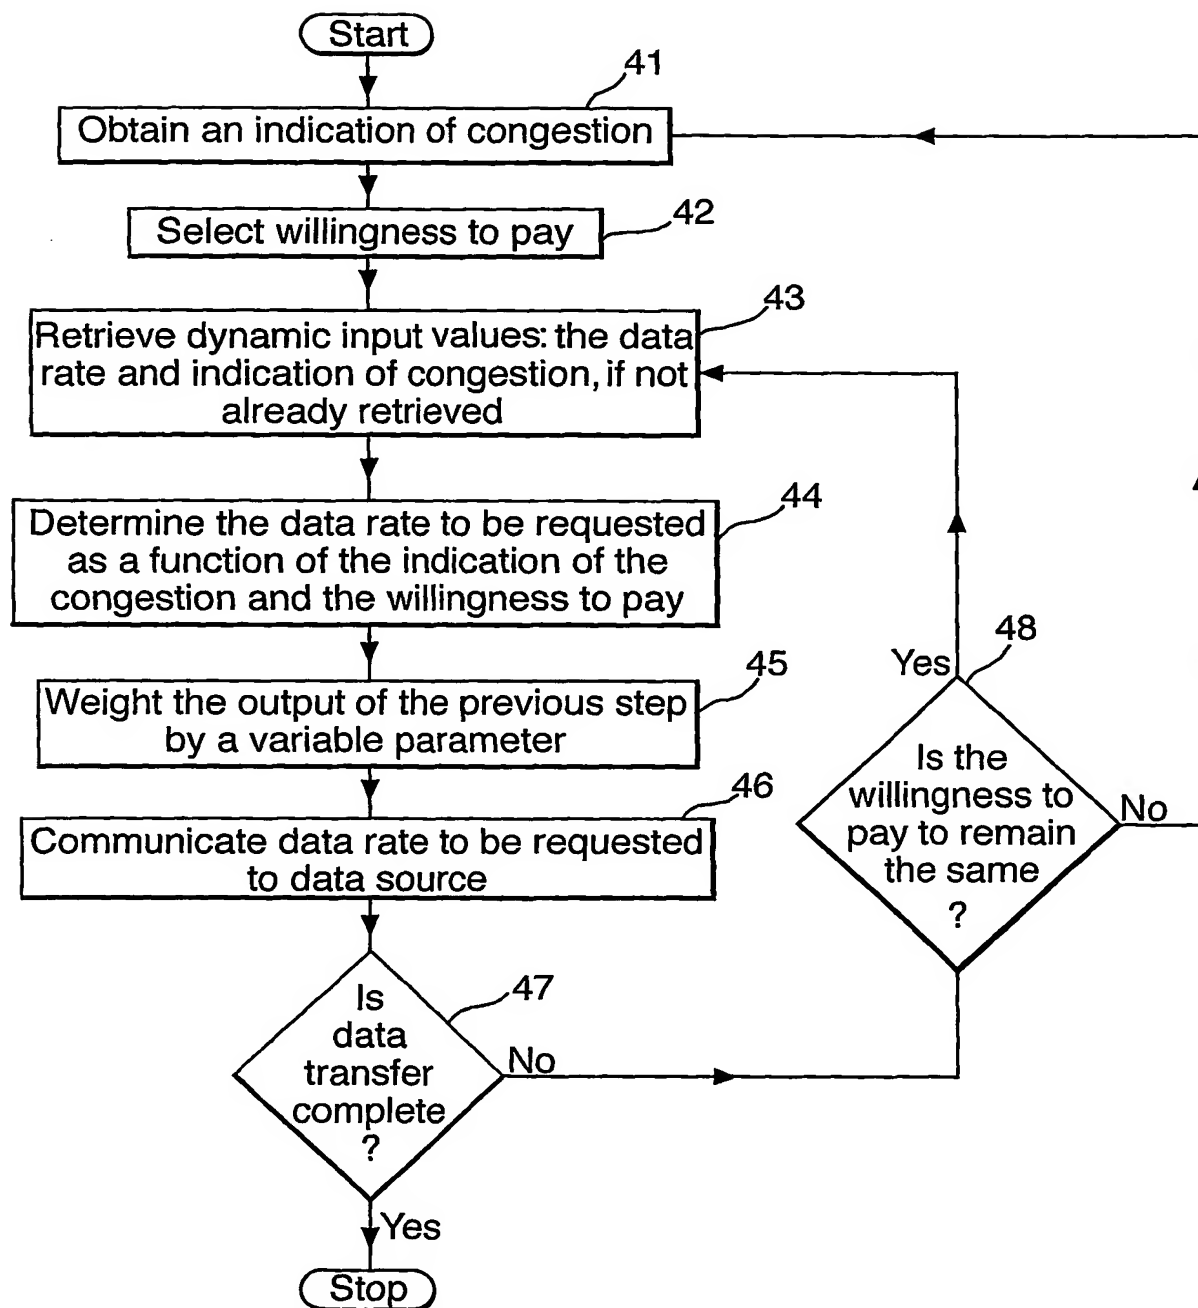 Start
41
Obtain an indication of congestion
42
Select willingness to pay
43
Retrieve dynamic input values: the data
rate and indication of congestion, if not
already retrieved
44
Determine the data rate to be requested
as a function of the indication of the
congestion and the willingness to pay
45
Weight the output of the previous step
by a variable parameter
46
Communicate data rate to be requested
to data source
47
Is
data
transfer
complete
?
No
Yes
Stop
48
Yes
Is the
willingness to
pay to remain
the same
?
No